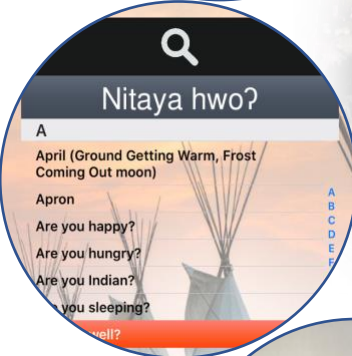 Nitaya hwo?
A
April (Ground Getting Warm, Frost
Coming Out moon)
Apron
Are you happy?
Are you hungry?
Are you Indian?
you sleeping?
well?
A
B
C
D
E
F